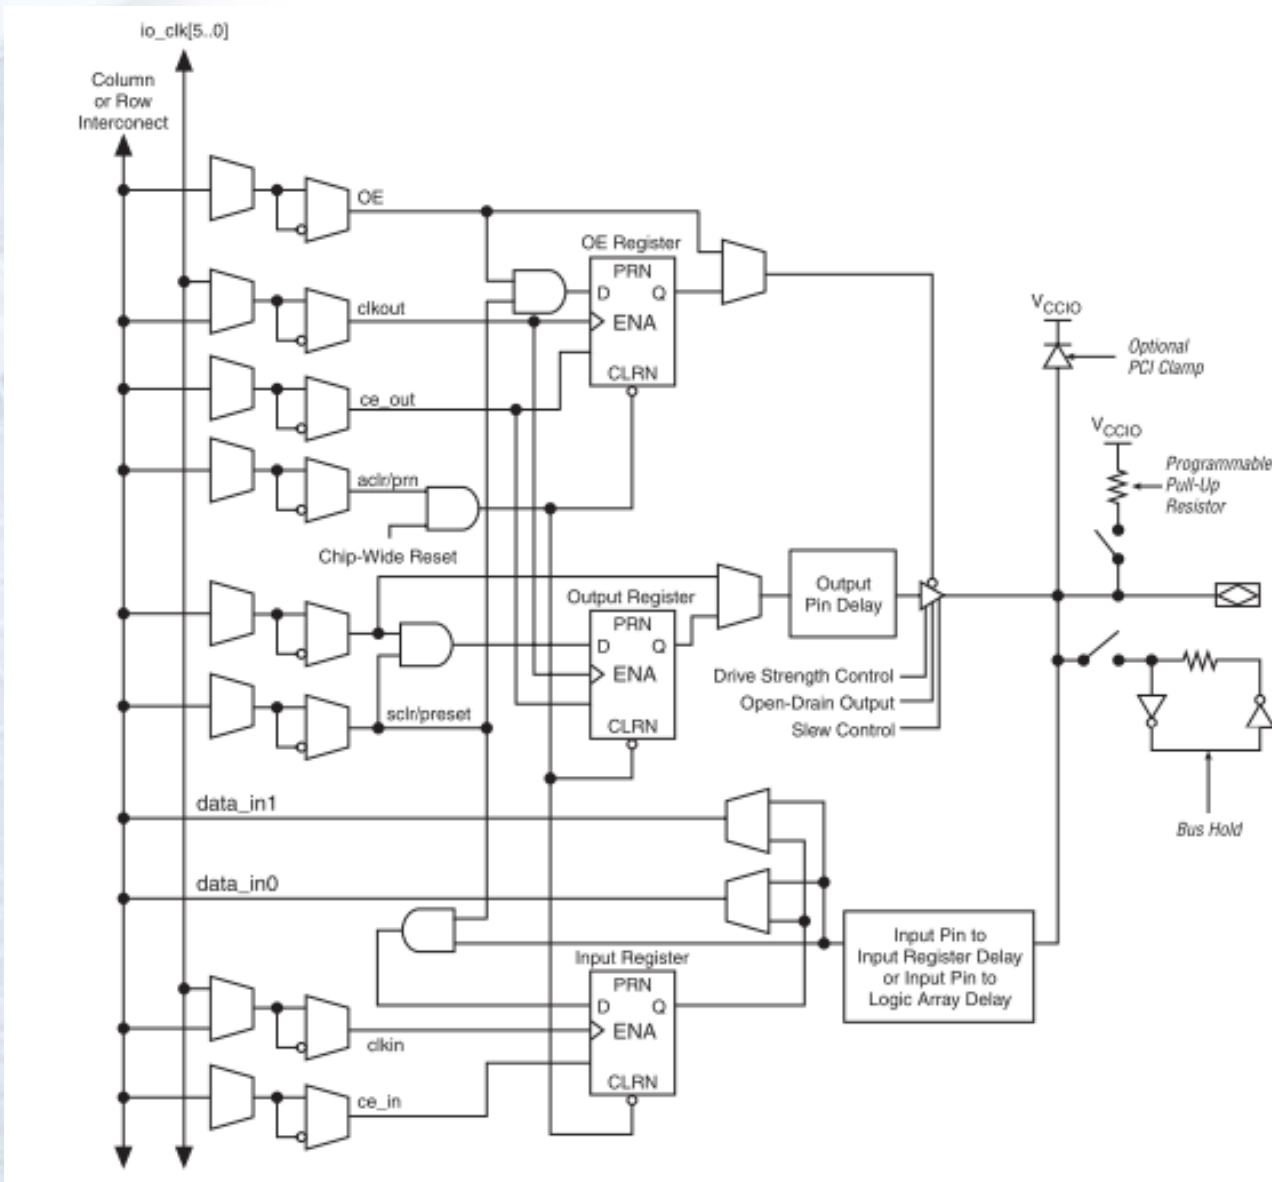 io_clk[5..0]
Column
or Row
Interconect
OE
OE Register
PRN
D Q
ENA
CLRN
clkout
ce_out
aclr/prn
Chip-Wide Reset
VCCIO
Optional
PCI Clamp
VCCIO
Programmable
Pull-Up
Resistor
Output Register
PRN
D Q
ENA
CLRN
Output
Pin Delay
sclr/preset
Drive Strength Control
Open-Drain Output
Slew Control
data_in1
data_in0
Bus Hold
Input Pin to
Input Register Delay
or Input Pin to
Logic Array Delay
Input Register
PRN
D Q
ENA
CLRN
clkin
ce_in